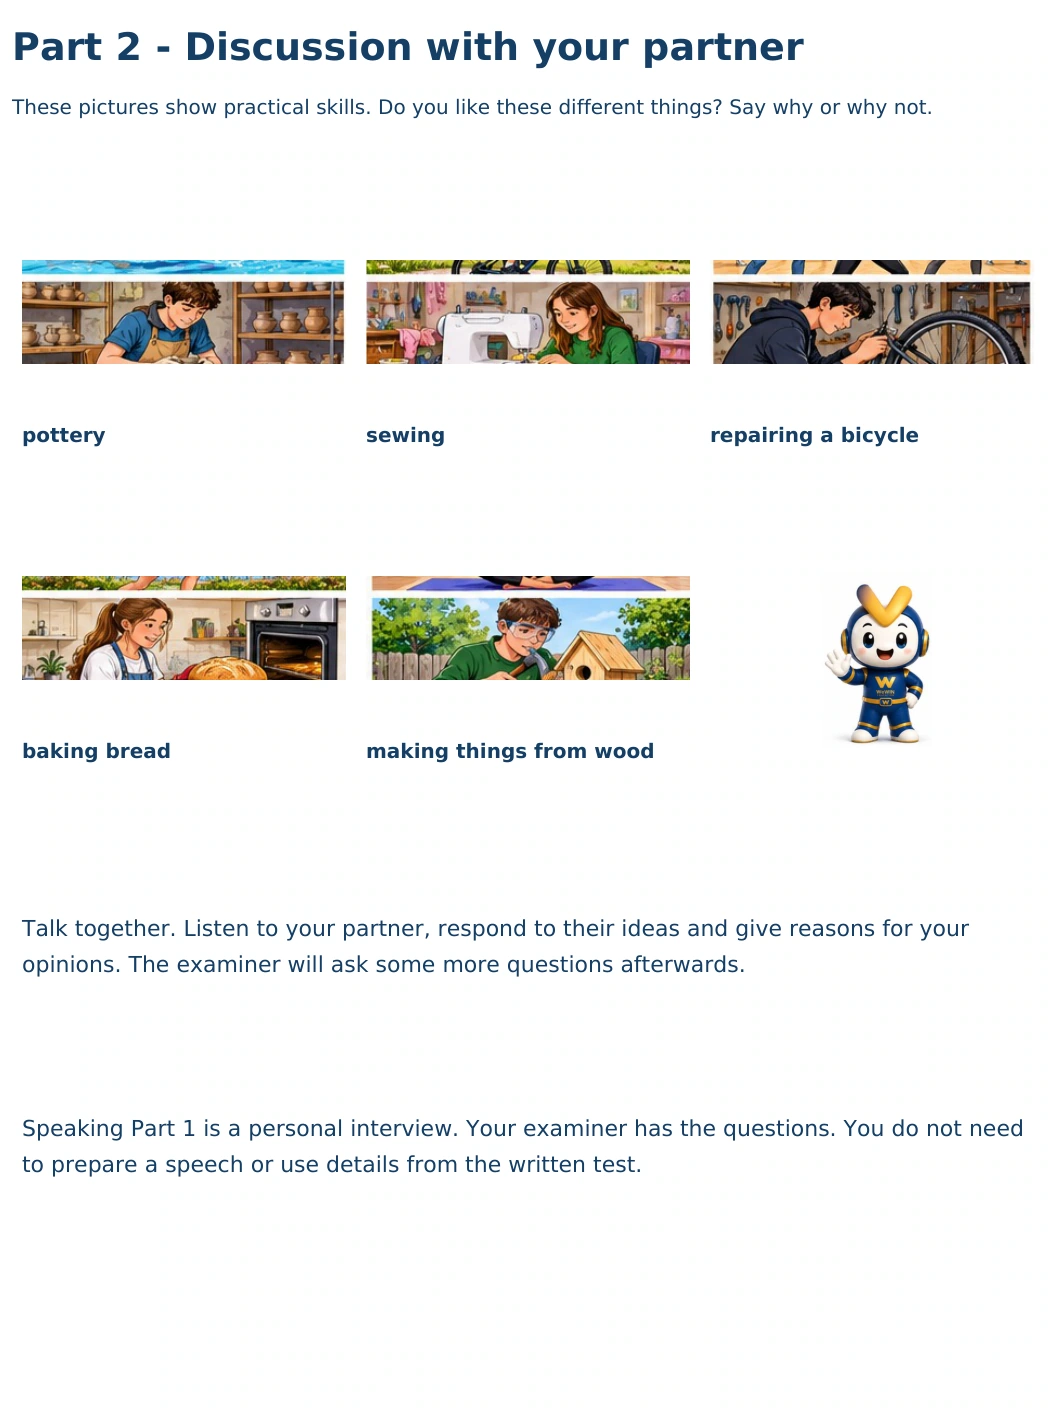 Part 2 - Discussion with your partner
These pictures show practical skills. Do you like these different things? Say why or why not.
pottery
sewing
repairing a bicycle
baking bread
making things from wood
W
W
Talk together. Listen to your partner, respond to their ideas and give reasons for your
opinions. The examiner will ask some more questions afterwards.
Speaking Part 1 is a personal interview. Your examiner has the questions. You do not need
to prepare a speech or use details from the written test.